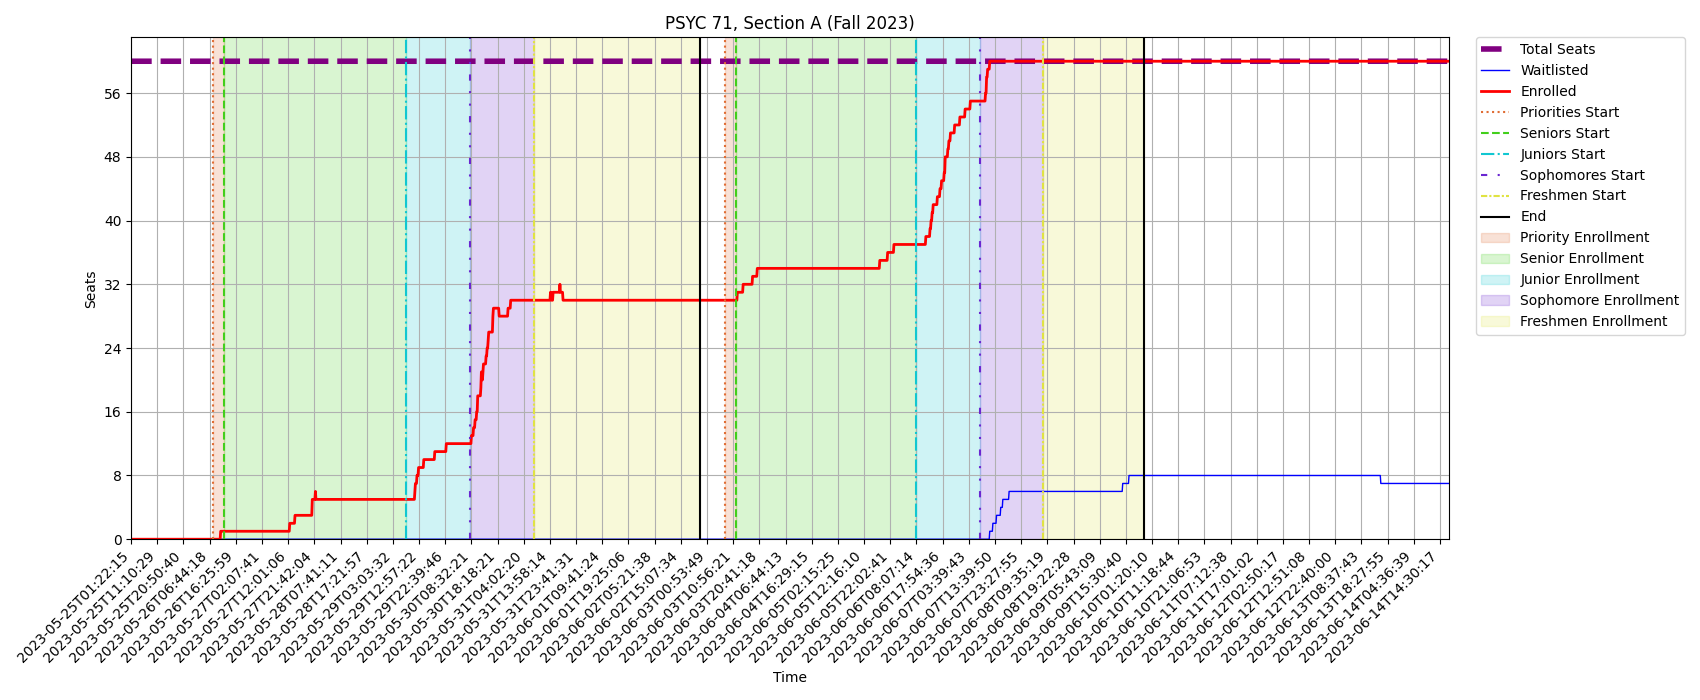 PSYC 71, Section A (Fall 2023)
Total Seats
Waitlisted
Enrolled
Priorities Start
Seniors Start
Juniors Start
Sophomores Start
Freshmen Start
End
Priority Enrollment
Senior Enrollment
Junior Enrollment
Sophomore Enrollment
Freshmen Enrollment
Seats
56
48
40
32
24
16
8
0
2023-05-25T01:22:15
2023-05-25T11:10:29
2023-05-25T20:50:40
2023-05-26T06:44:18
2023-05-26T16:25:59
2023-05-27T02:07:41
2023-05-27T12:01:06
2023-05-27T21:42:04
2023-05-28T07:41:11
2023-05-28T17:21:57
2023-05-29T03:03:32
2023-05-29T12:57:22
2023-05-29T22:39:46
2023-05-30T08:32:21
2023-05-30T18:18:21
2023-05-31T04:02:20
2023-05-31T13:58:14
2023-05-31T23:41:31
2023-06-01T09:41:24
2023-06-01T19:25:06
2023-06-02T05:21:38
2023-06-02T15:07:34
2023-06-03T00:53:49
2023-06-03T10:56:21
2023-06-03T20:41:18
2023-06-04T06:44:13
2023-06-04T16:29:15
2023-06-05T02:15:25
2023-06-05T12:16:10
2023-06-05T22:02:41
2023-06-06T08:07:14
2023-06-06T17:54:36
2023-06-07T03:39:43
2023-06-07T13:39:50
2023-06-07T23:27:55
2023-06-08T09:35:19
2023-06-08T19:22:28
2023-06-09T05:43:09
2023-06-09T15:30:40
2023-06-10T01:20:10
2023-06-10T11:18:44
2023-06-10T21:06:53
2023-06-11T07:12:38
2023-06-11T17:01:02
2023-06-12T02:50:17
2023-06-12T12:51:08
2023-06-12T22:40:00
2023-06-13T08:37:43
2023-06-13T18:27:55
2023-06-14T04:36:39
2023-06-14T14:30:17
Time